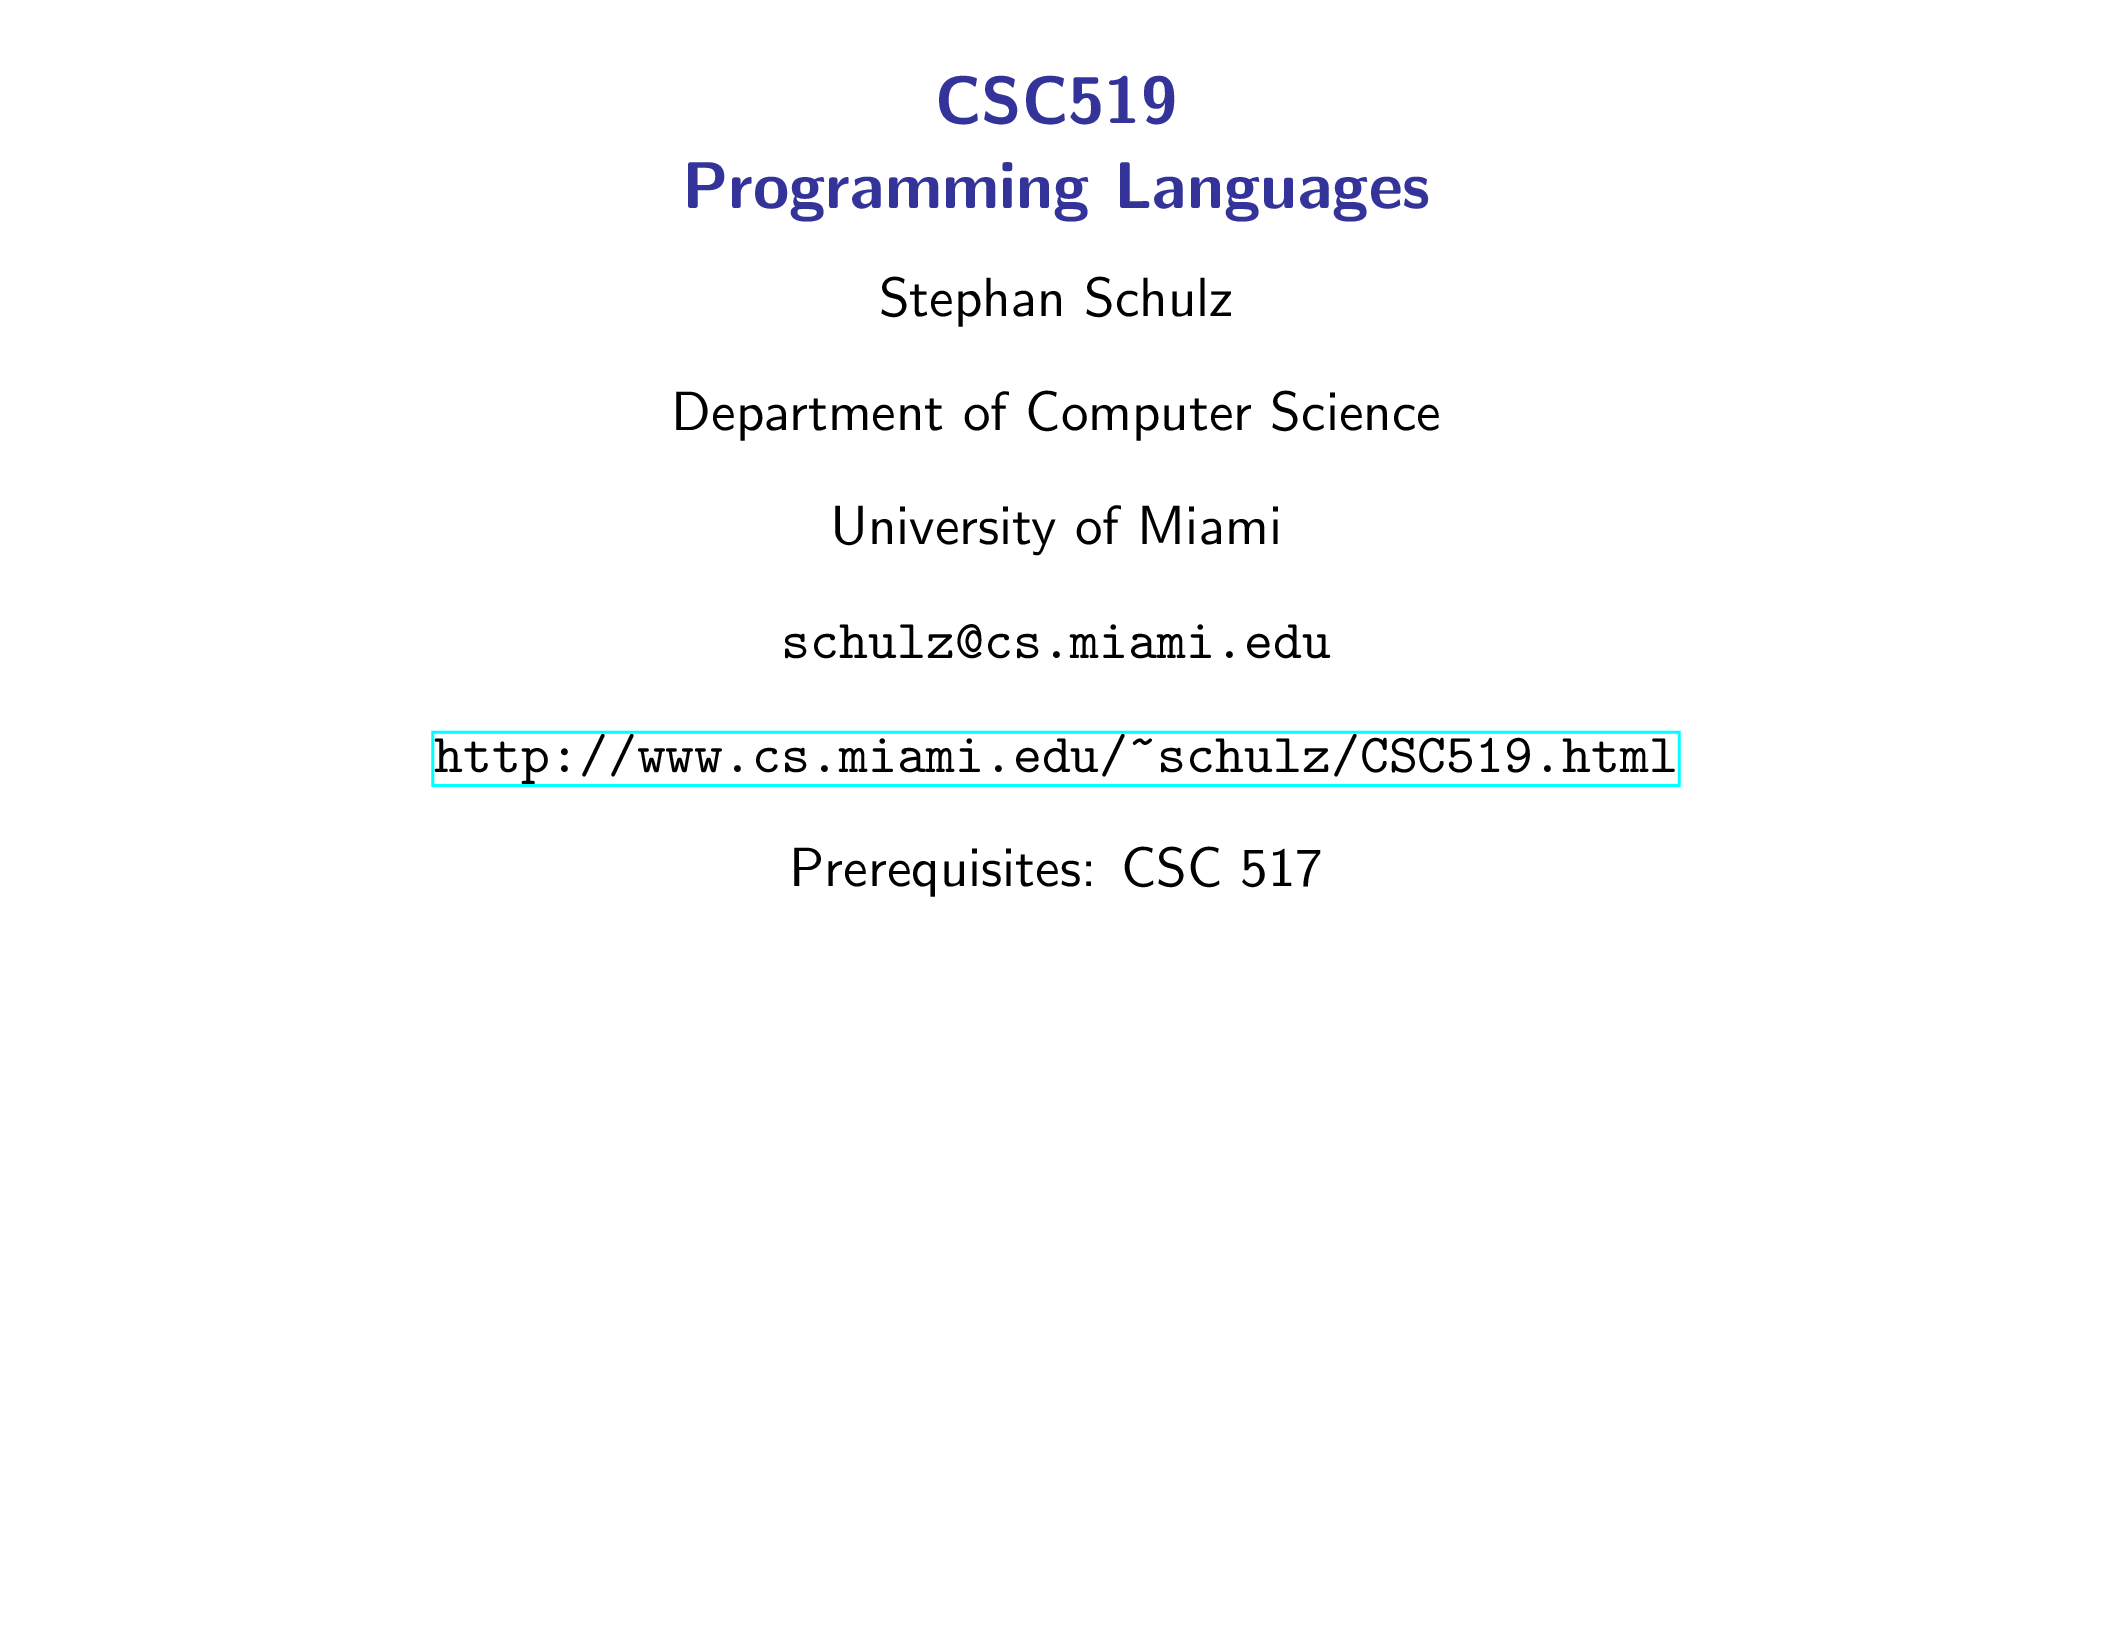 CSC519
Programming Languages
Stephan Schulz
Department of Computer Science
University of Miami
schulz@cs.miami.edu
http://www.cs.miami.edu/~schulz/CSC519.html
Prerequisites: CSC 517